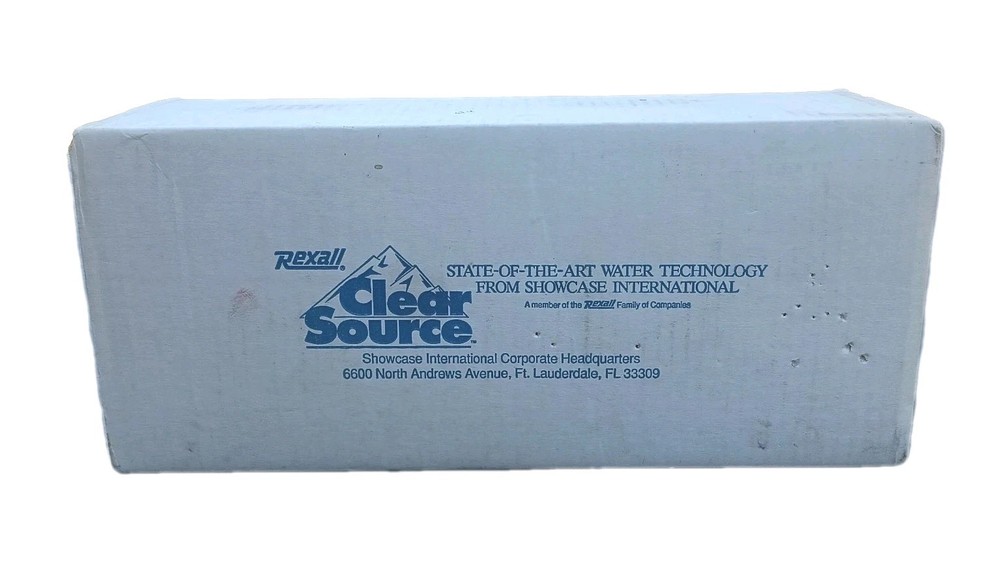 Rexall®
Clear
Source™
STATE-OF-THE-ART WATER TECHNOLOGY
FROM SHOWCASE INTERNATIONAL
A member of the Rexall Family of Companies
Showcase International Corporate Headquarters
6600 North Andrews Avenue, Ft. Lauderdale, FL 33309